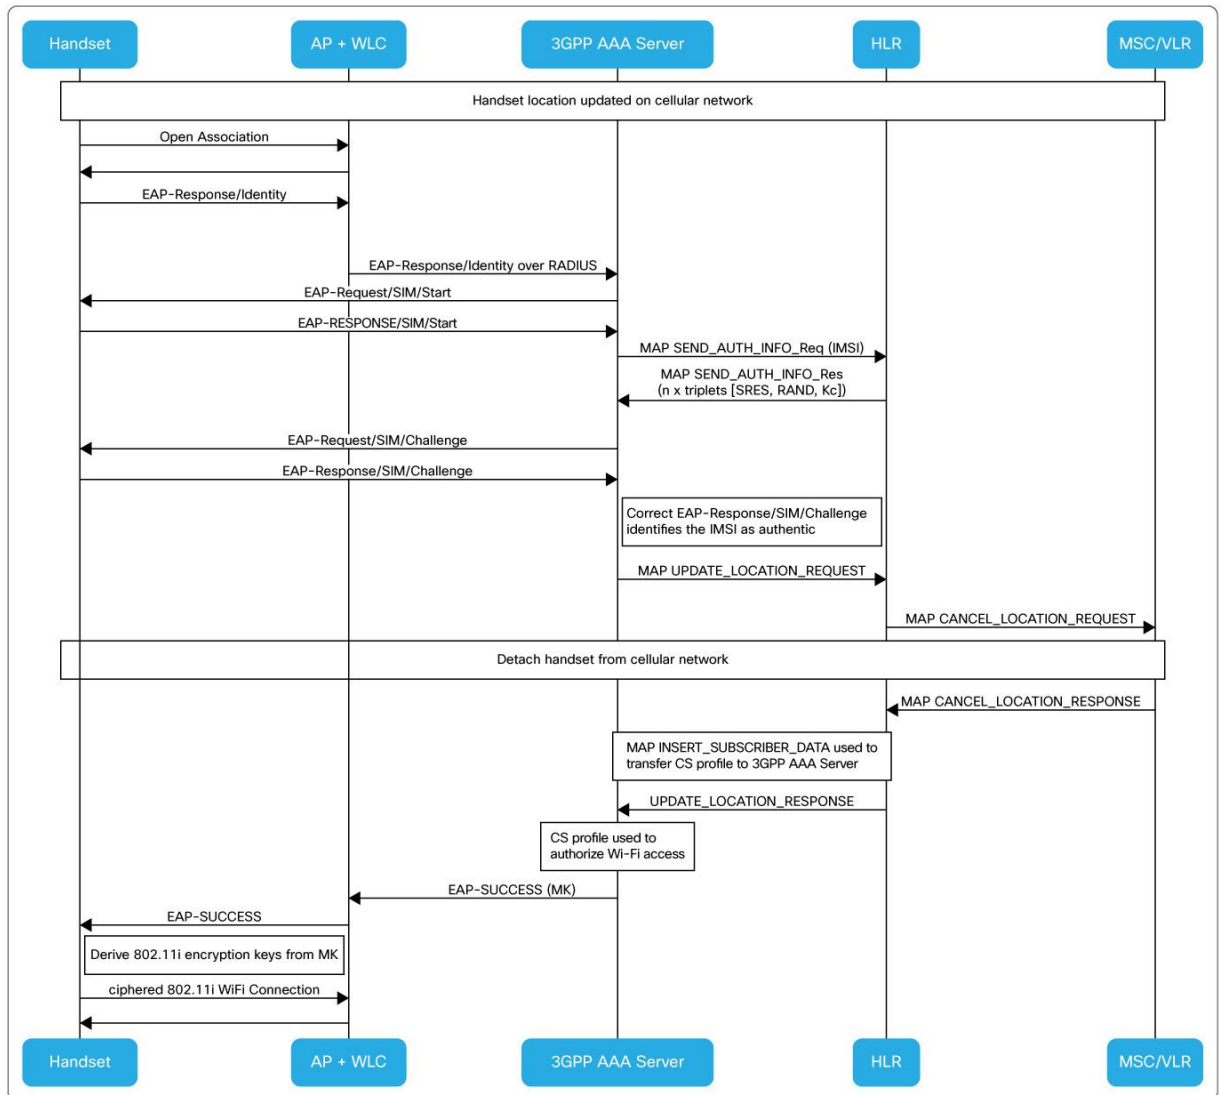 Handset
AP + WLC
3GPP AAA Server
HLR
MSC/VLR
Handset location updated on cellular network
Open Association
EAP-Response/Identity
EAP-Response/Identity over RADIUS
EAP-Request/SIM/Start
EAP-RESPONSE/SIM/Start
MAP SEND_AUTH_INFO_Req (IMSI)
MAP SEND_AUTH_INFO_Res
(n x triplets [SRES, RAND, Kc])
EAP-Request/SIM/Challenge
EAP-Response/SIM/Challenge
Correct EAP-Response/SIM/Challenge
identifies the IMSI as authentic
MAP UPDATE_LOCATION_REQUEST
MAP CANCEL_LOCATION_REQUEST
Detach handset from cellular network
MAP CANCEL_LOCATION_RESPONSE
MAP INSERT_SUBSCRIBER_DATA used to
transfer CS profile to 3GPP AAA Server
UPDATE_LOCATION_RESPONSE
CS profile used to
authorize Wi-Fi access
EAP-SUCCESS (MK)
EAP-SUCCESS
Derive 802.11i encryption keys from MK
ciphered 802.11i WiFi Connection
Handset
AP + WLC
3GPP AAA Server
HLR
MSC/VLR